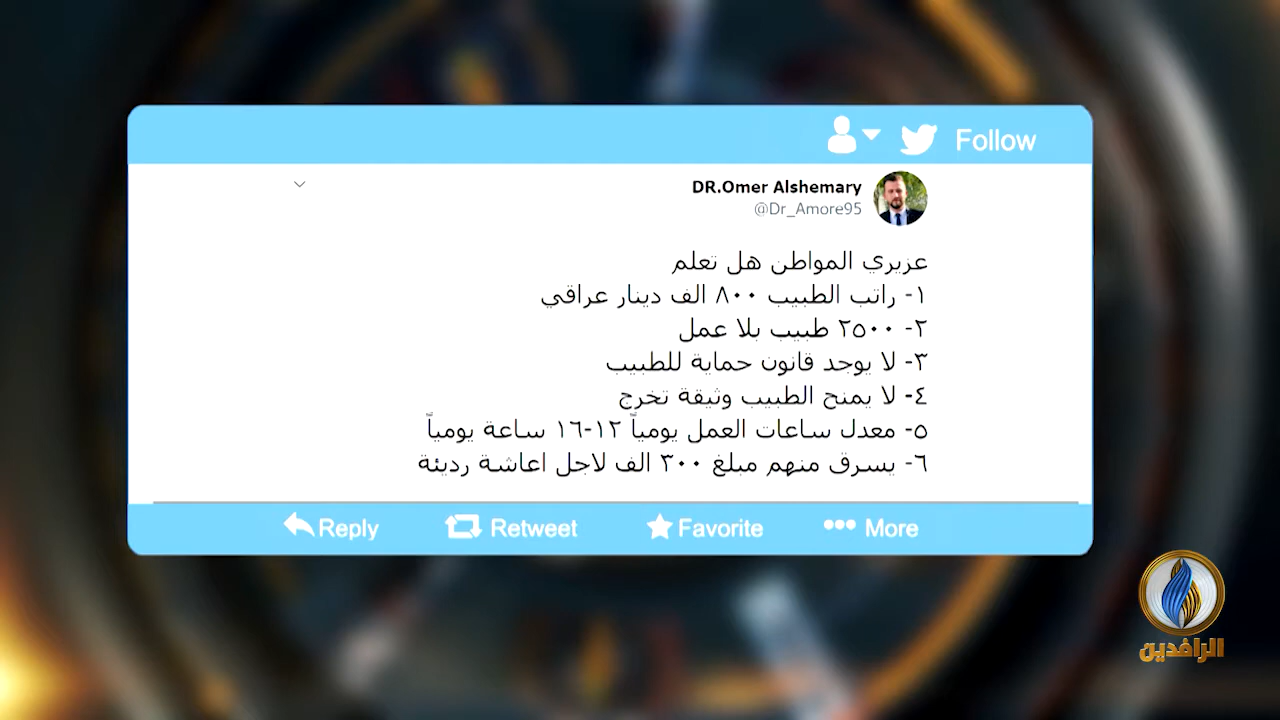 Follow
DR.Omer Alshemary
@Dr_Amore95
عزيري المواطن هل تعلم
١- راتب الطبيب ٨٠٠ الف دينار عراقي
٢- ٢٥٠٠ طبيب بلا عمل
٣- لا يوجد قانون حماية للطبيب
٤- لا يمنح الطبيب وثيقة تخرج
٥- معدل ساعات العمل يومياً ١٢-١٦ ساعة يومياً
٦- يسرق منهم مبلغ ٣٠٠ الف لاجل اعاشة رديئة
Reply Retweet Favorite More
الرافدين